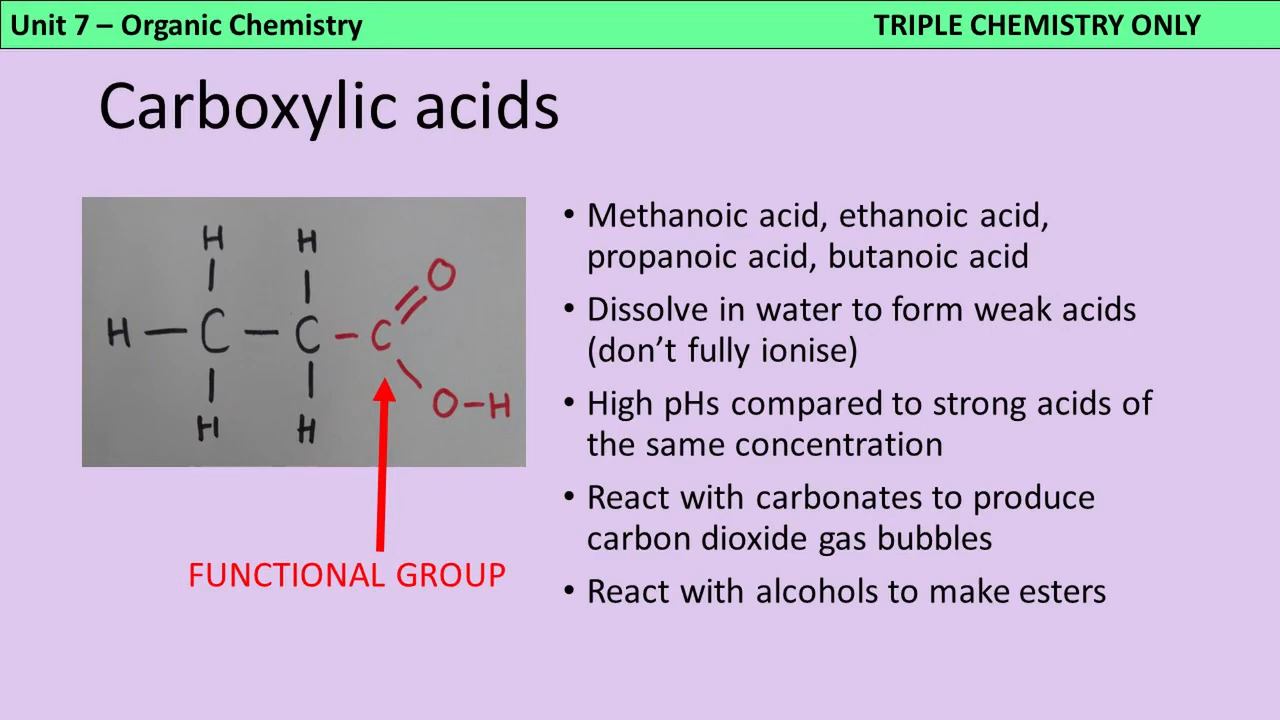 Unit 7 – Organic Chemistry
TRIPLE CHEMISTRY ONLY
Carboxylic acids
H H
O
H — C — C — C
O–H
H H
FUNCTIONAL GROUP
• Methanoic acid, ethanoic acid,
propanoic acid, butanoic acid
• Dissolve in water to form weak acids
(don’t fully ionise)
• High pHs compared to strong acids of
the same concentration
• React with carbonates to produce
carbon dioxide gas bubbles
• React with alcohols to make esters